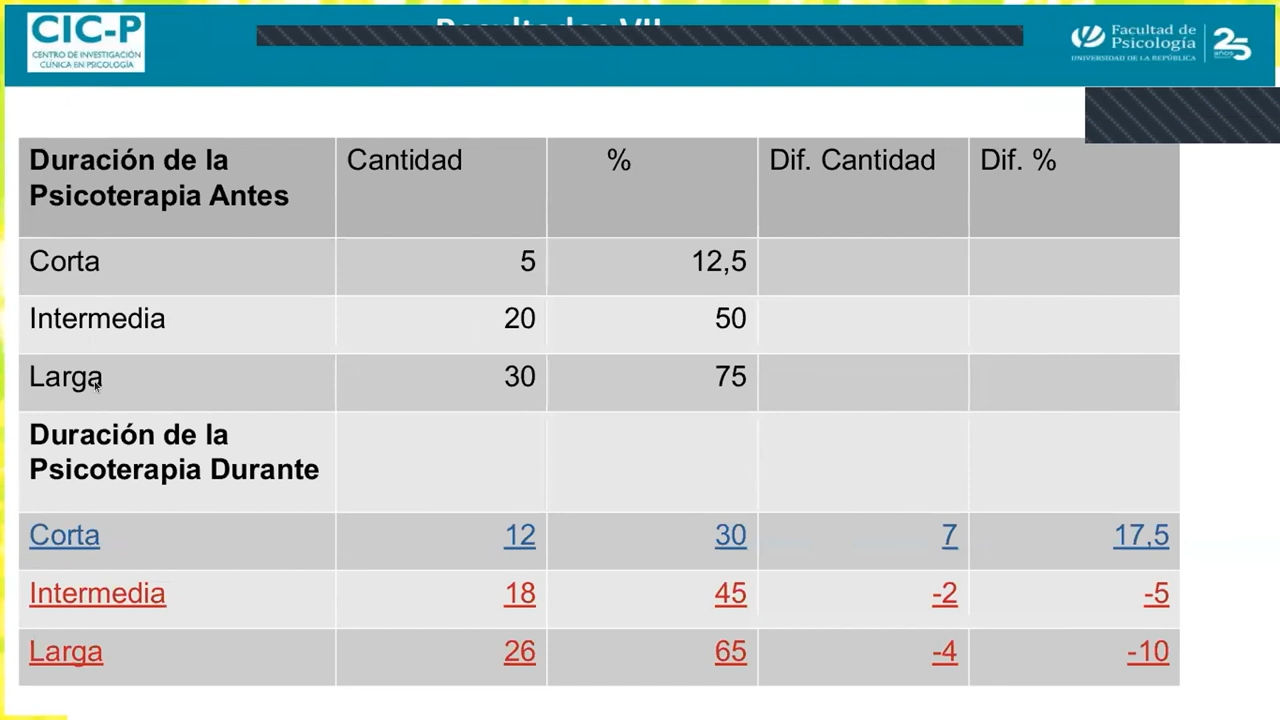 CIC-P
CENTRO DE INVESTIGACIÓN
CLÍNICA EN PSICOLOGÍA
Facultad de
Psicología
UNIVERSIDAD DE LA REPÚBLICA
25
años
Duración de la Psicoterapia Antes Cantidad % Dif. Cantidad Dif. %
Corta 5 12,5
Intermedia 20 50
Larga 30 75
Duración de la
Psicoterapia Durante
Corta 12 30 7 17,5
Intermedia 18 45 -2 -5
Larga 26 65 -4 -10